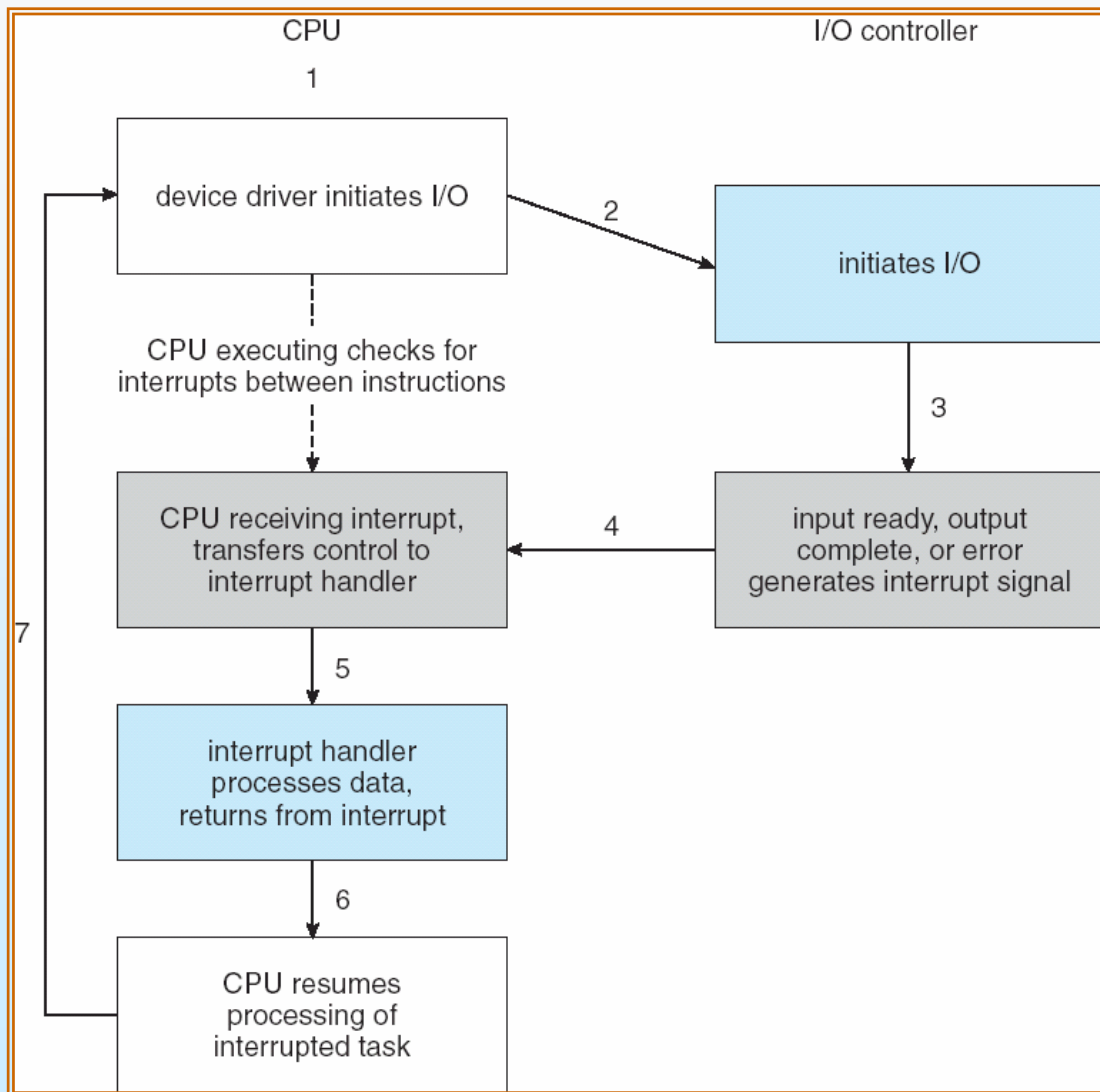 CPU
I/O controller
1
device driver initiates I/O
2
initiates I/O
CPU executing checks for
interrupts between instructions
3
CPU receiving interrupt,
transfers control to
interrupt handler
4
input ready, output
complete, or error
generates interrupt signal
7
5
interrupt handler
processes data,
returns from interrupt
6
CPU resumes
processing of
interrupted task